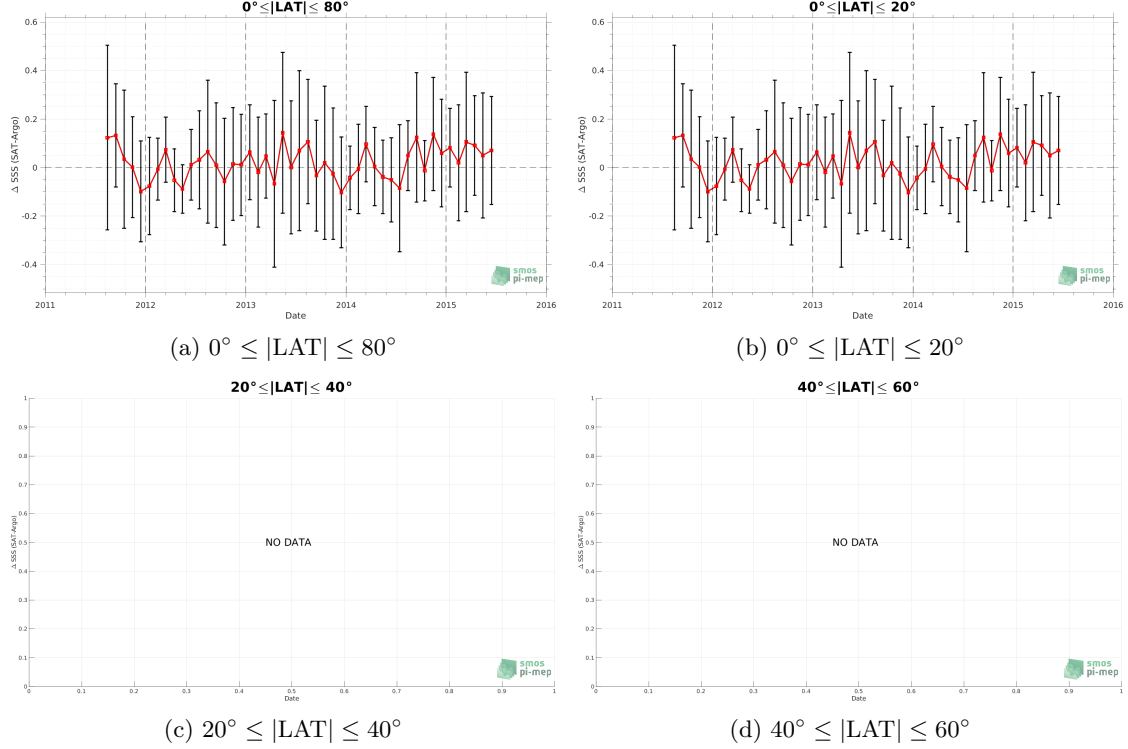 0°≤|LAT|≤ 80°
0.6
0.4
0.2
0
-0.2
-0.4
Δ SSS (SAT-Argo)
2011
2012
2013
2014
2015
2016
Date
smos
pi-mep
(a) 0° ≤ |LAT| ≤ 80°
0°≤|LAT|≤ 20°
0.6
0.4
0.2
0
-0.2
-0.4
Δ SSS (SAT-Argo)
2011
2012
2013
2014
2015
2016
Date
smos
pi-mep
(b) 0° ≤ |LAT| ≤ 20°
20°≤|LAT|≤ 40°
1
0.9
0.8
0.7
0.6
0.5
0.4
0.3
0.2
0.1
0
Δ SSS (SAT-Argo)
NO DATA
0
0.1
0.2
0.3
0.4
0.5
0.6
0.7
0.8
0.9
1
Date
smos
pi-mep
(c) 20° ≤ |LAT| ≤ 40°
40°≤|LAT|≤ 60°
1
0.9
0.8
0.7
0.6
0.5
0.4
0.3
0.2
0.1
0
Δ SSS (SAT-Argo)
NO DATA
0
0.1
0.2
0.3
0.4
0.5
0.6
0.7
0.8
0.9
1
Date
smos
pi-mep
(d) 40° ≤ |LAT| ≤ 60°